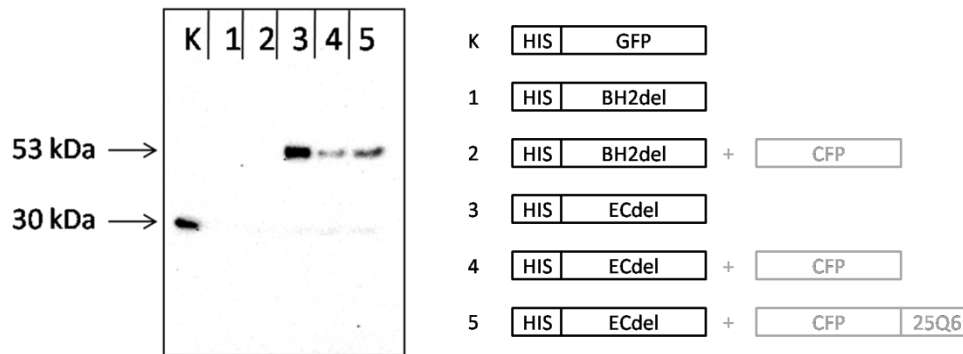 K 1 2 3 4 5
53 kDa
30 kDa
K HIS GFP
1 HIS BH2del
2 HIS BH2del + CFP
3 HIS ECdel
4 HIS ECdel + CFP
5 HIS ECdel + CFP 25Q6